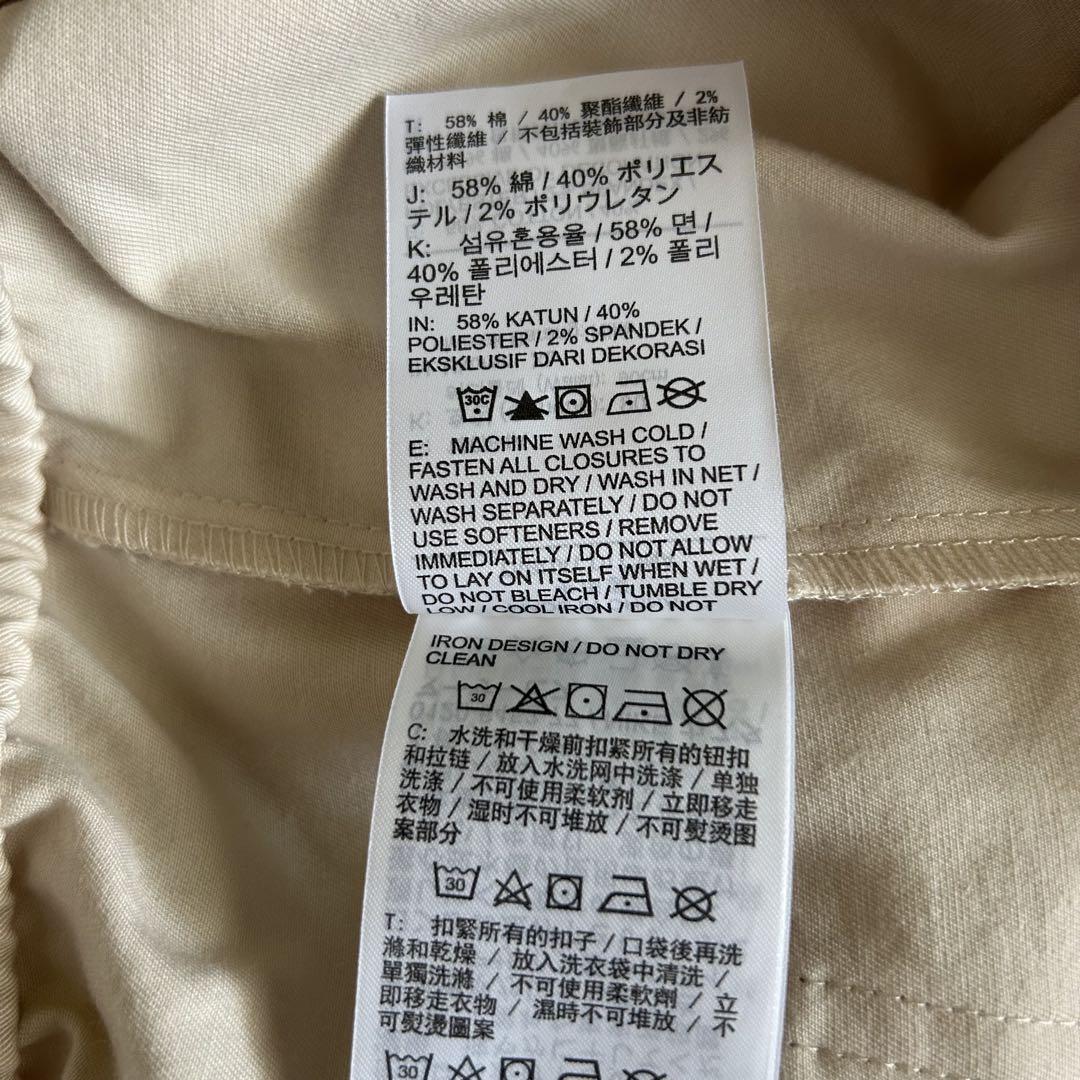 T: 58% 棉 / 40% 聚酯纖維 / 2%
彈性纖維 / 不包括裝飾部分及非紡
織材料
J: 58% 綿 / 40% ポリエス
テル / 2% ポリウレタン
K: 섬유혼용율 / 58% 면 /
40% 폴리에스터 / 2% 폴리
우레탄
IN: 58% KATUN / 40%
POLIESTER / 2% SPANDEK /
EKSKLUSIF DARI DEKORASI
30C
E: MACHINE WASH COLD /
FASTEN ALL CLOSURES TO
WASH AND DRY / WASH IN NET /
WASH SEPARATELY / DO NOT
USE SOFTENERS / REMOVE
IMMEDIATELY / DO NOT ALLOW
TO LAY ON ITSELF WHEN WET /
DO NOT BLEACH / TUMBLE DRY
LOW / COOL IRON / DO NOT
IRON DESIGN / DO NOT DRY
CLEAN
30
C: 水洗和干燥前扣紧所有的钮扣
和拉链 / 放入水洗网中洗涤 / 单独
洗涤 / 不可使用柔软剂 / 立即移走
衣物 / 湿时不可堆放 / 不可熨烫图
案部分
30
T: 扣緊所有的扣子 / 口袋後再洗
滌和乾燥 / 放入洗衣袋中清洗 /
單獨洗滌 / 不可使用柔軟劑 / 立
即移走衣物 / 濕時不可堆放 / 不
可熨燙圖案
30